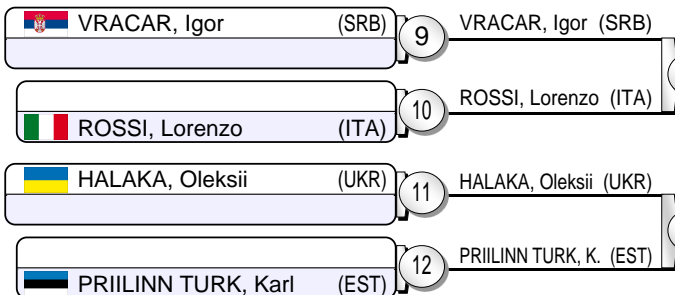 VRACAR, Igor (SRB) 9 VRACAR, Igor (SRB)
10 ROSSI, Lorenzo (ITA)
ROSSI, Lorenzo (ITA)
HALAKA, Oleksii (UKR) 11 HALAKA, Oleksii (UKR)
12 PRIILINN TURK, K. (EST)
PRIILINN TURK, Karl (EST)